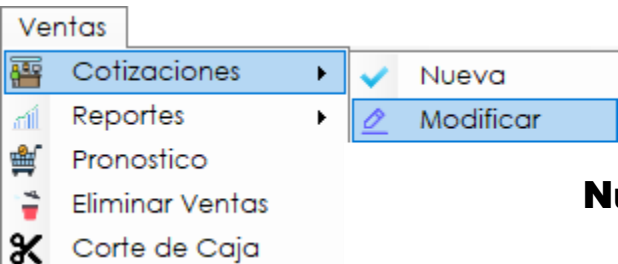 Ventas
Cotizaciones
Nueva
Reportes
Modificar
Pronostico
Eliminar Ventas
Corte de Caja